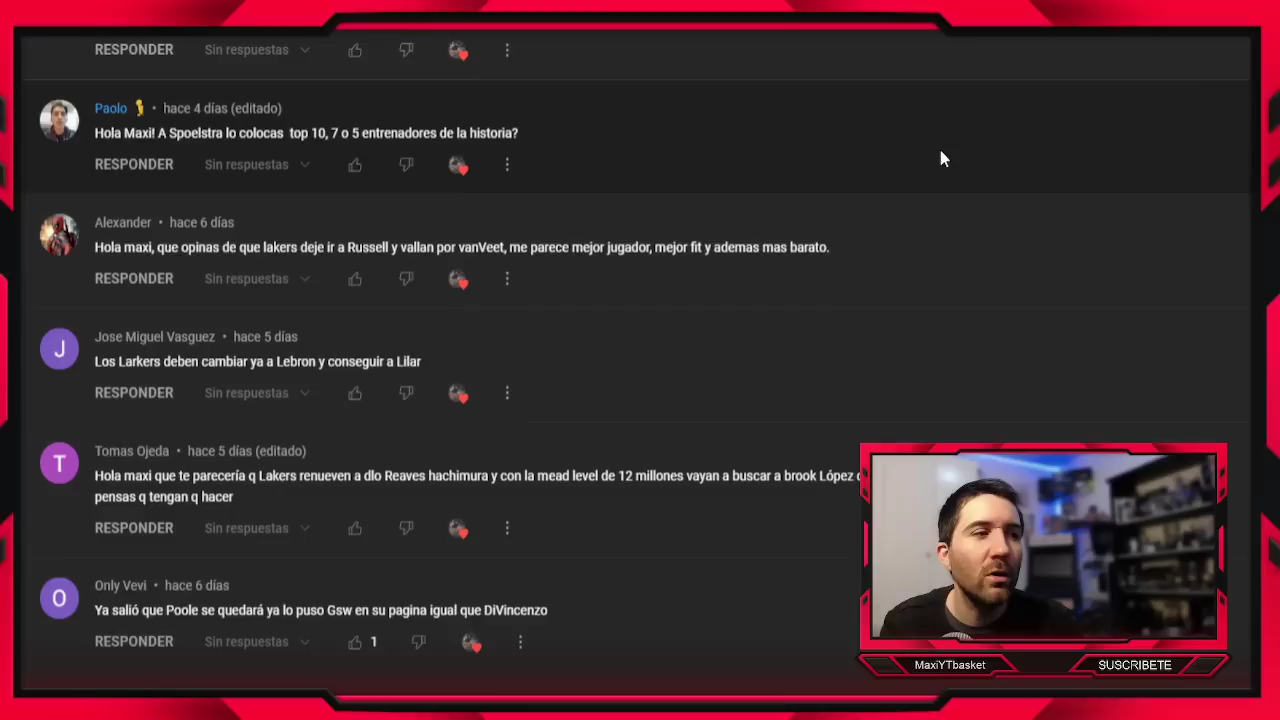 RESPONDER Sin respuestas
Paolo • hace 4 días (editado)
Hola Maxi! A Spoelstra lo colocas top 10, 7 o 5 entrenadores de la historia?
RESPONDER Sin respuestas
Alexander • hace 6 días
Hola maxi, que opinas de que lakers deje ir a Russell y vallan por vanVeet, me parece mejor jugador, mejor fit y ademas mas barato.
RESPONDER Sin respuestas
J
Jose Miguel Vasguez • hace 5 días
Los Larkers deben cambiar ya a Lebron y conseguir a Lilar
RESPONDER Sin respuestas
T
Tomas Ojeda • hace 5 días (editado)
Hola maxi que te parecería q Lakers renueven a dlo Reaves hachimura y con la mead level de 12 millones vayan a buscar a brook López
pensas q tengan q hacer
RESPONDER Sin respuestas
O
Only Vevi • hace 6 días
Ya salió que Poole se quedará ya lo puso Gsw en su pagina igual que DiVincenzo
RESPONDER Sin respuestas 1
MaxiYTbasket
SUSCRIBETE